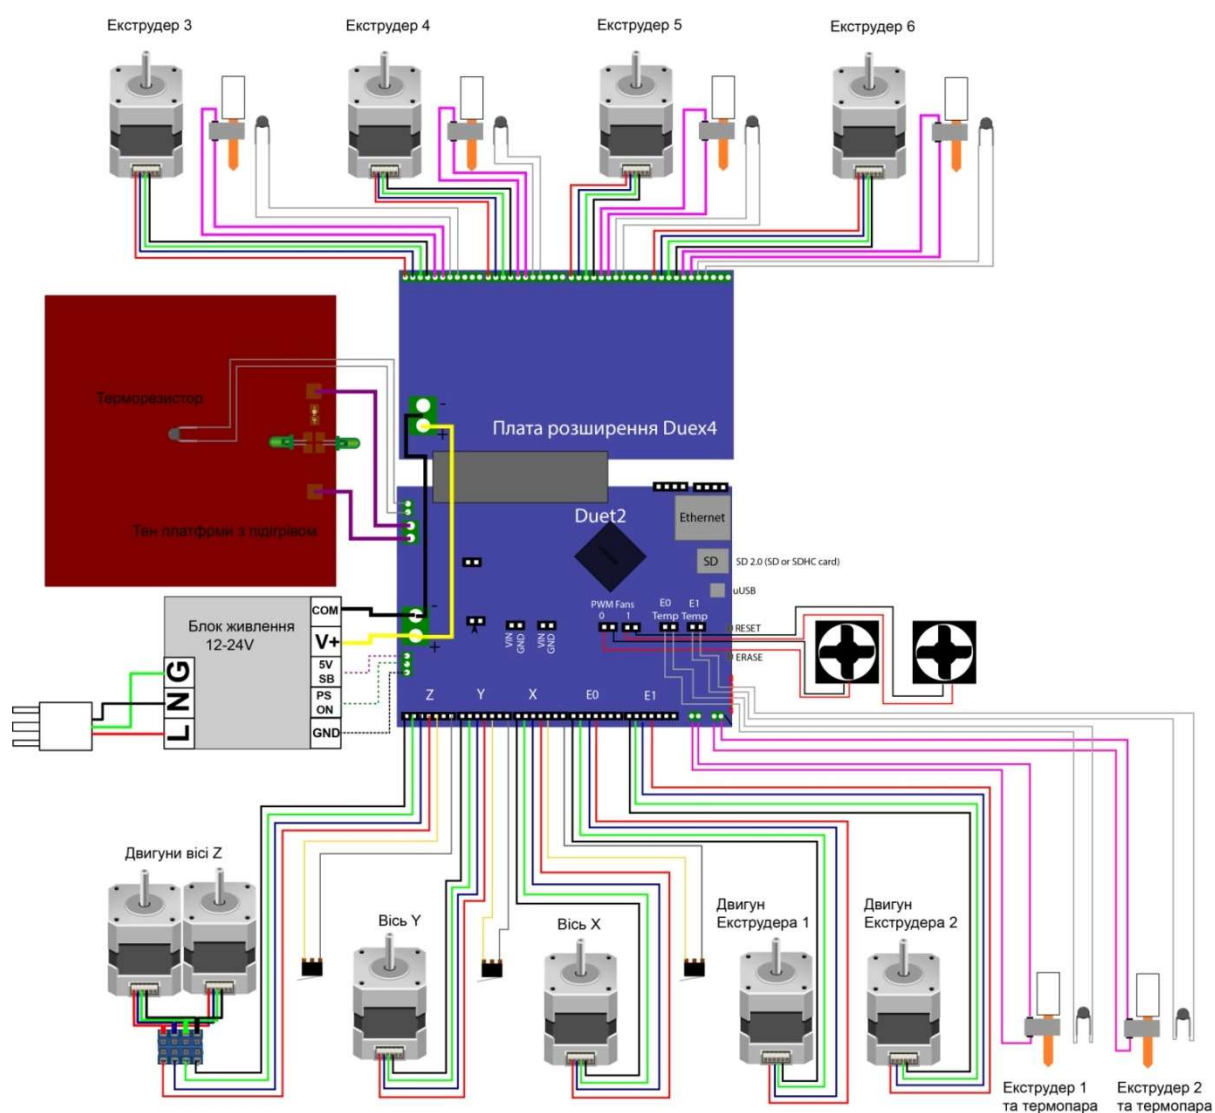 Екструдер 3
Екструдер 4
Екструдер 5
Екструдер 6
Терморезистор
-
+
Плата розширення Duex4
Тен платфрми з підігрівом
Duet2
Ethernet
SD
SD 2.0 (SD or SDHC card)
uUSB
PWM Fans
0 1
E0
Temp
E1
Temp
RESET
ERASE
VIN
GND
VIN
GND
-
+
Блок живлення
12-24V
COM
V+
5V
SB
PS
ON
GND
G
N
L
Z
Y
X
E0
E1
Двигуни вісі Z
Вісь Y
Вісь X
Двигун
Екструдера 1
Двигун
Екструдера 2
Екструдер 1
та термопара
Екструдер 2
та термопара